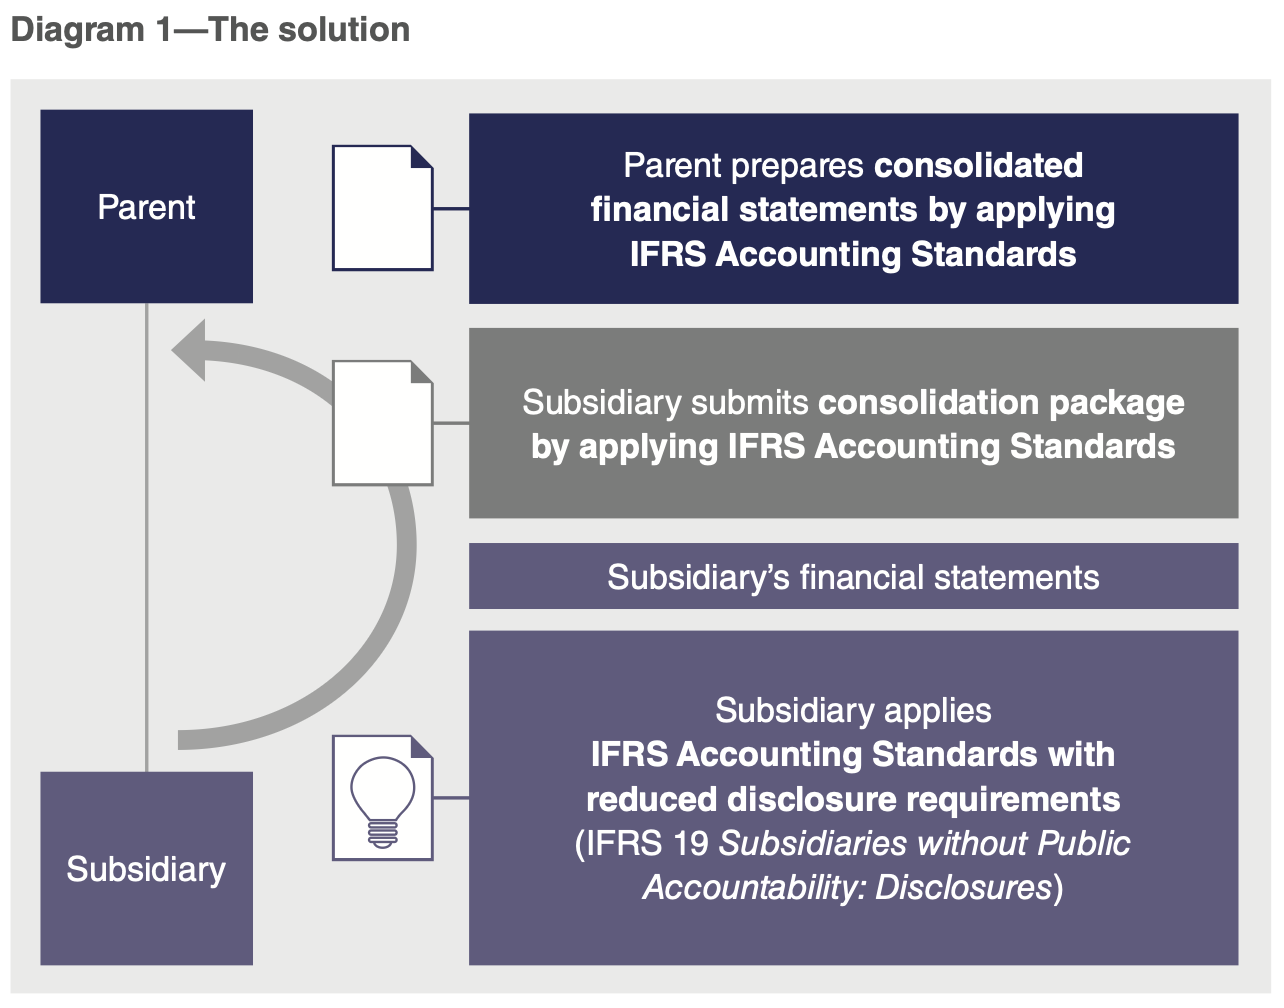 Diagram 1—The solution
Parent
Parent prepares consolidated
financial statements by applying
IFRS Accounting Standards
Subsidiary submits consolidation package
by applying IFRS Accounting Standards
Subsidiary’s financial statements
Subsidiary applies
IFRS Accounting Standards with
reduced disclosure requirements
(IFRS 19 Subsidiaries without Public
Accountability: Disclosures)
Subsidiary